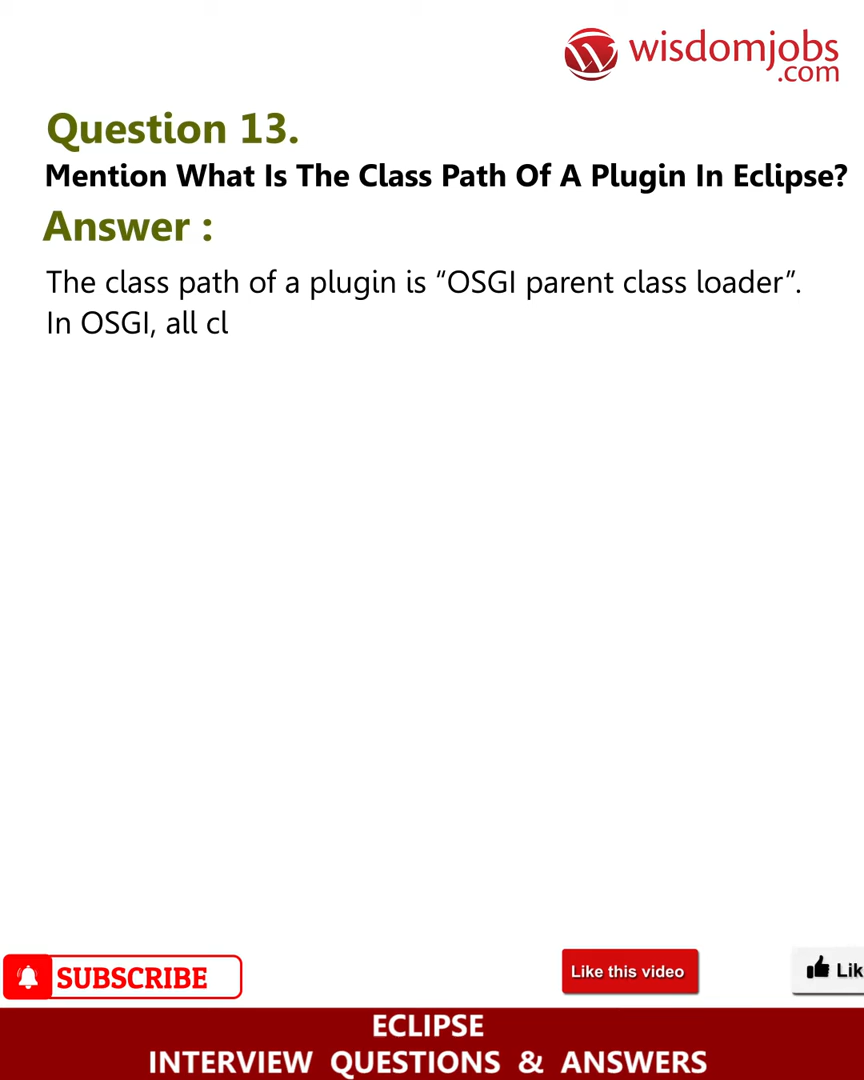 wisdomjobs
.com
Question 13.
Mention What Is The Class Path Of A Plugin In Eclipse?
Answer :
The class path of a plugin is “OSGI parent class loader”.
In OSGI, all cl
SUBSCRIBE
Like this video
Lik
ECLIPSE
INTERVIEW QUESTIONS & ANSWERS